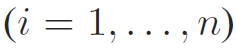 (i = 1, . . . , n)